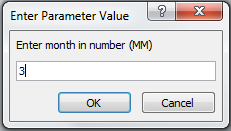 Enter Parameter Value
?
Enter month in number (MM)
3
OK Cancel